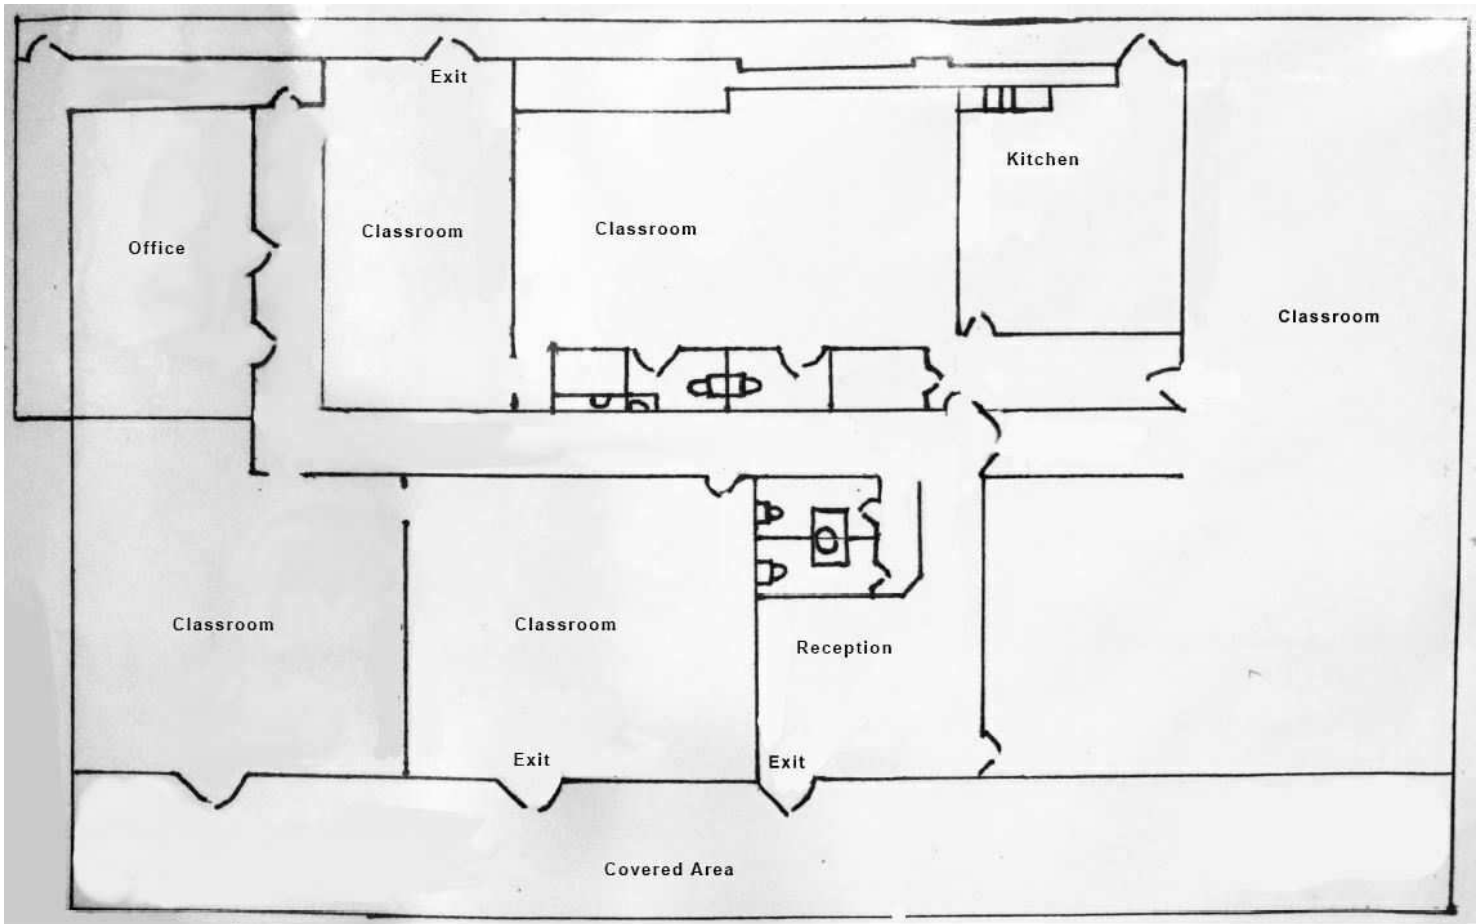 Exit
Kitchen
Classroom
Classroom
Office
Classroom
Classroom
Classroom
Reception
Exit
Exit
Covered Area